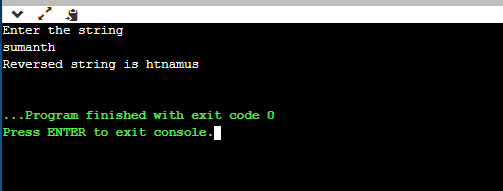 Enter the string
sumanth
Reversed string is htnamus
...Program finished with exit code 0
Press ENTER to exit console.